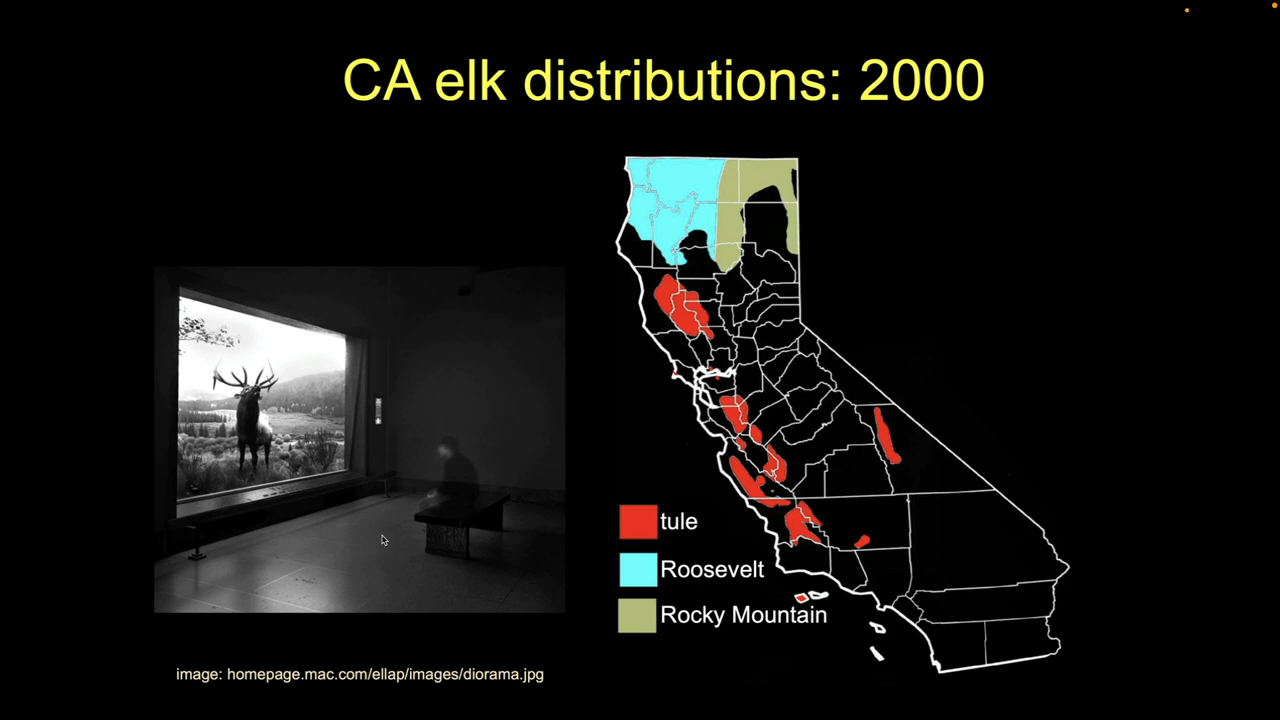 CA elk distributions: 2000
tule
Roosevelt
Rocky Mountain
image: homepage.mac.com/ellap/images/diorama.jpg